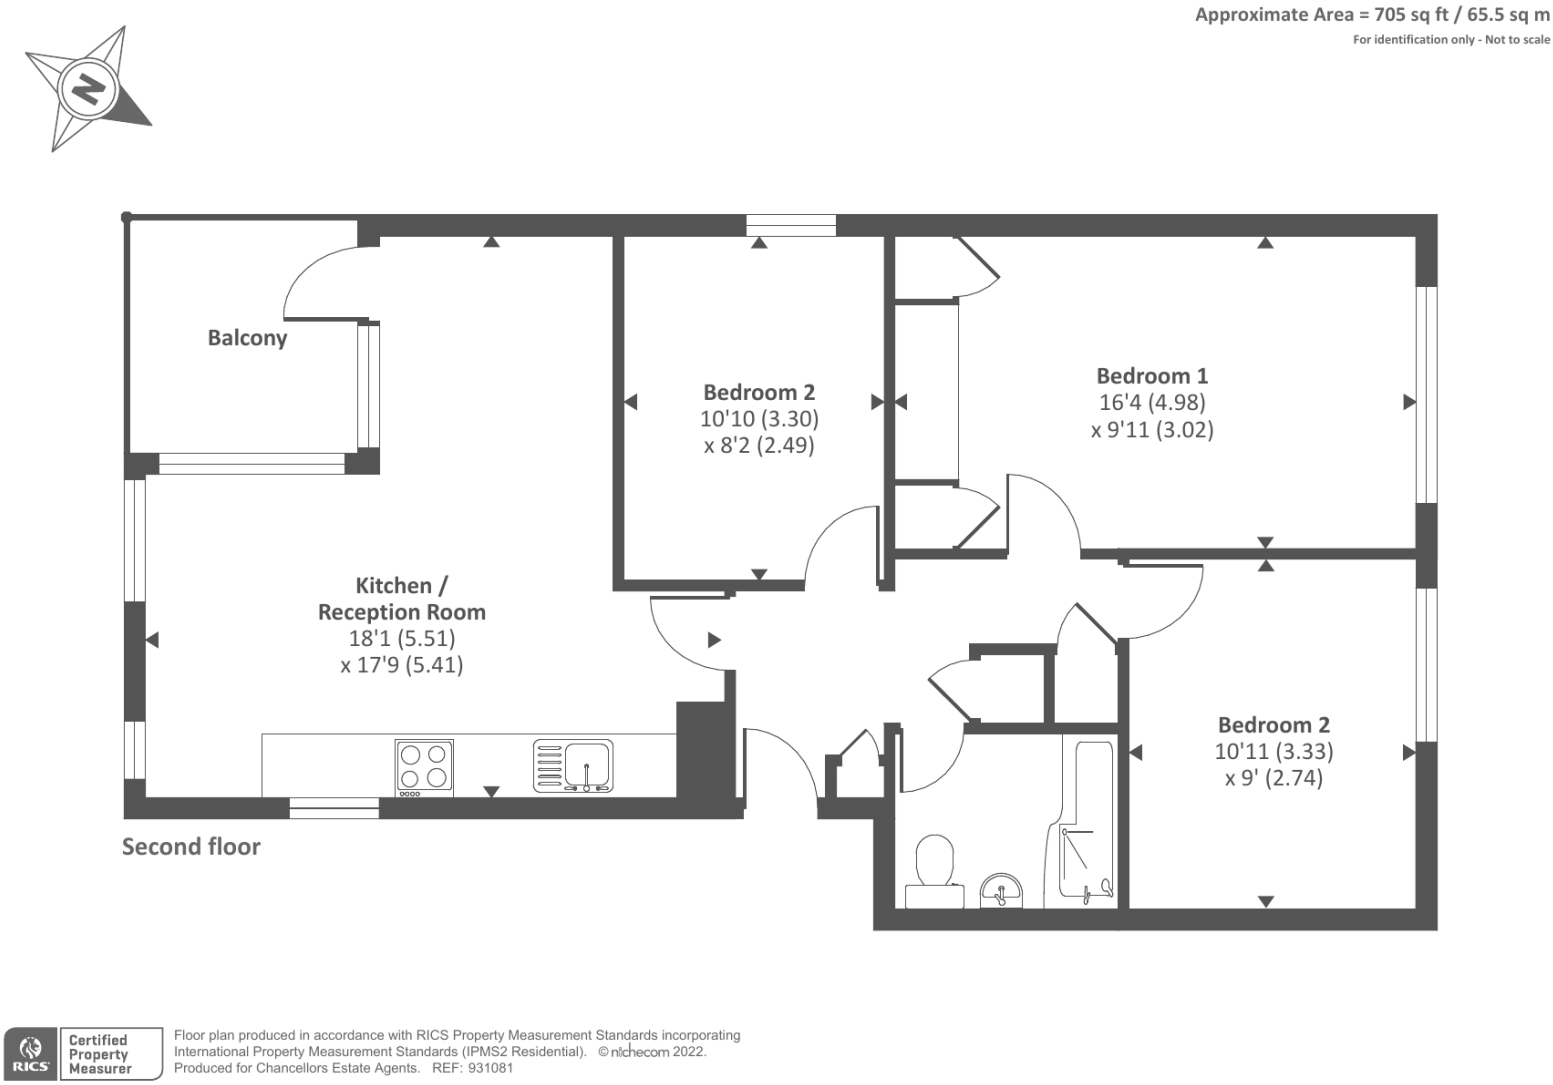 Approximate Area = 705 sq ft / 65.5 sq m
For identification only - Not to scale
N
Balcony
Bedroom 2
10'10 (3.30)
x 8'2 (2.49)
Bedroom 1
16'4 (4.98)
x 9'11 (3.02)
Kitchen /
Reception Room
18'1 (5.51)
x 17'9 (5.41)
Bedroom 2
10'11 (3.33)
x 9' (2.74)
Second floor
RICS
Certified
Property
Measurer
Floor plan produced in accordance with RICS Property Measurement Standards incorporating
International Property Measurement Standards (IPMS2 Residential). © nichecom 2022.
Produced for Chancellors Estate Agents. REF: 931081